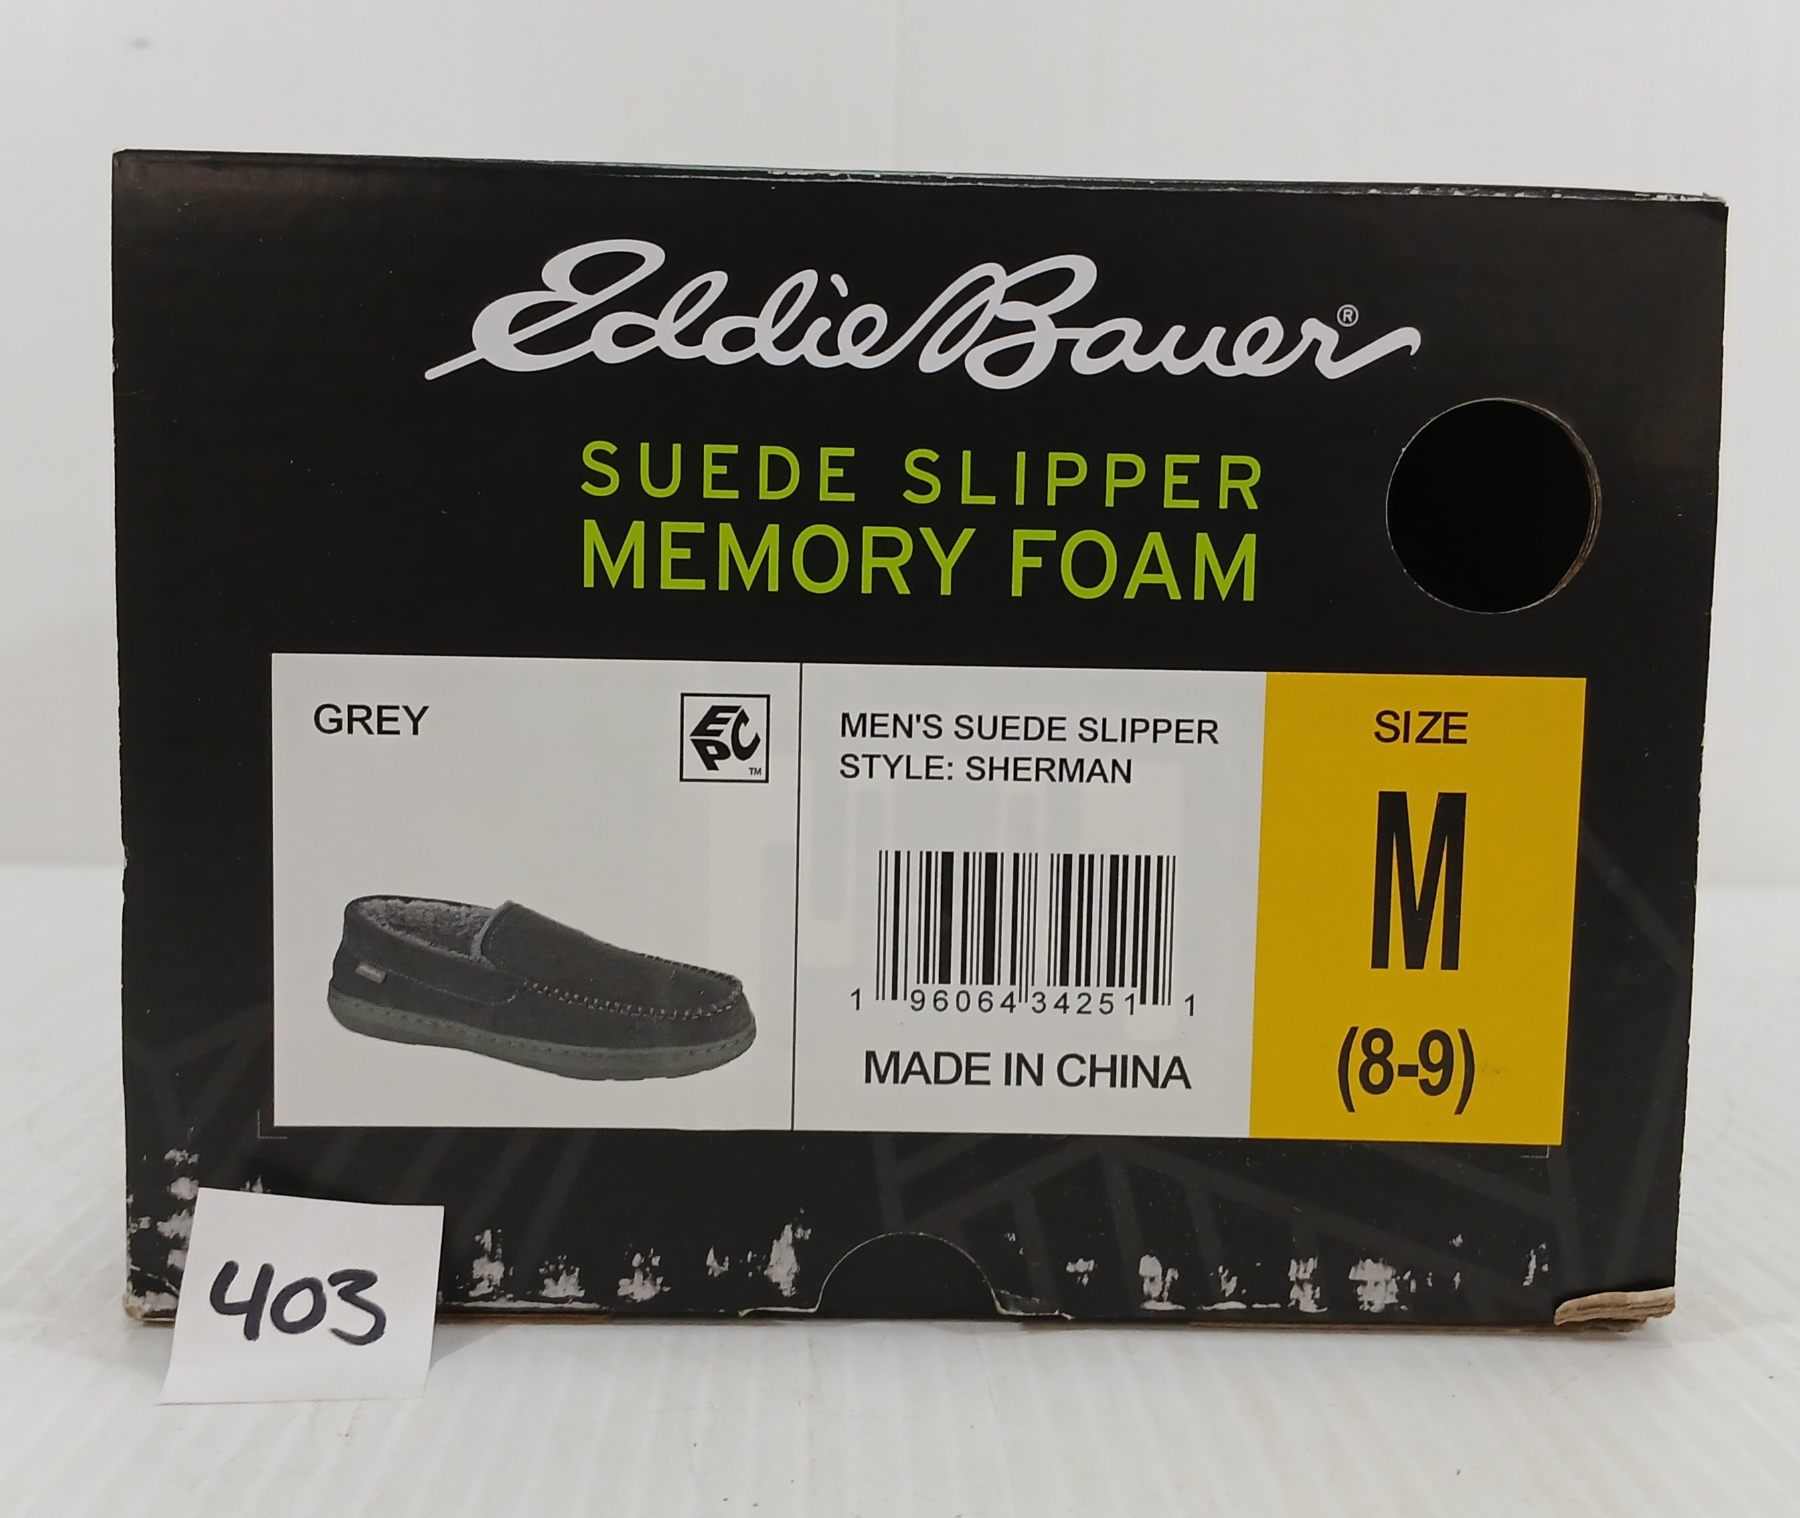 Eddie Bauer®
SUEDE SLIPPER
MEMORY FOAM
GREY
EPC™
MEN'S SUEDE SLIPPER
STYLE: SHERMAN
1 96064 34251 1
MADE IN CHINA
SIZE
M
(8-9)
403